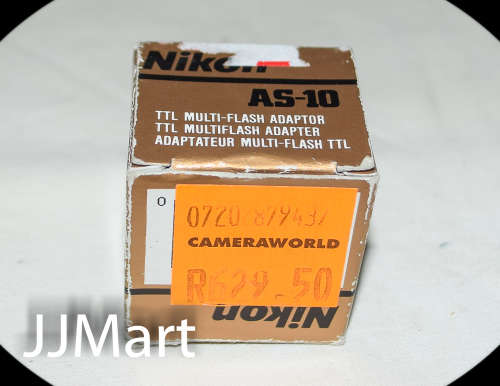 Nikon
AS-10
TTL MULTI-FLASH ADAPTOR
TTL MULTIFLASH ADAPTER
ADAPTATEUR MULTI-FLASH TTL
0
0720 879437
CAMERAWORLD
R629.50
Nikon
JJMart